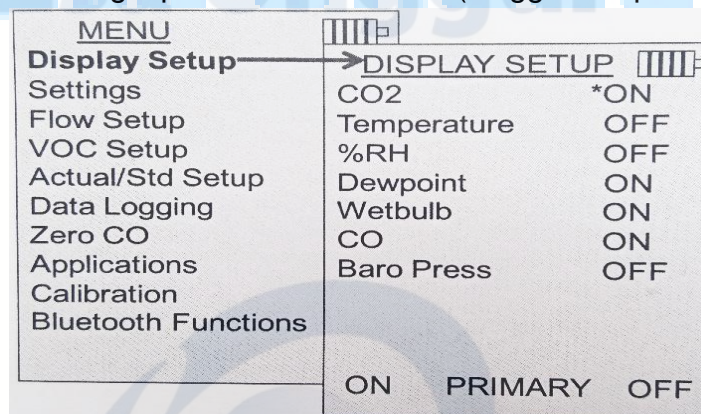 MENU
Display Setup
Settings
Flow Setup
VOC Setup
Actual/Std Setup
Data Logging
Zero CO
Applications
Calibration
Bluetooth Functions
DISPLAY SETUP
CO2 *ON
Temperature OFF
%RH OFF
Dewpoint ON
Wetbulb ON
CO ON
Baro Press OFF
ON PRIMARY OFF